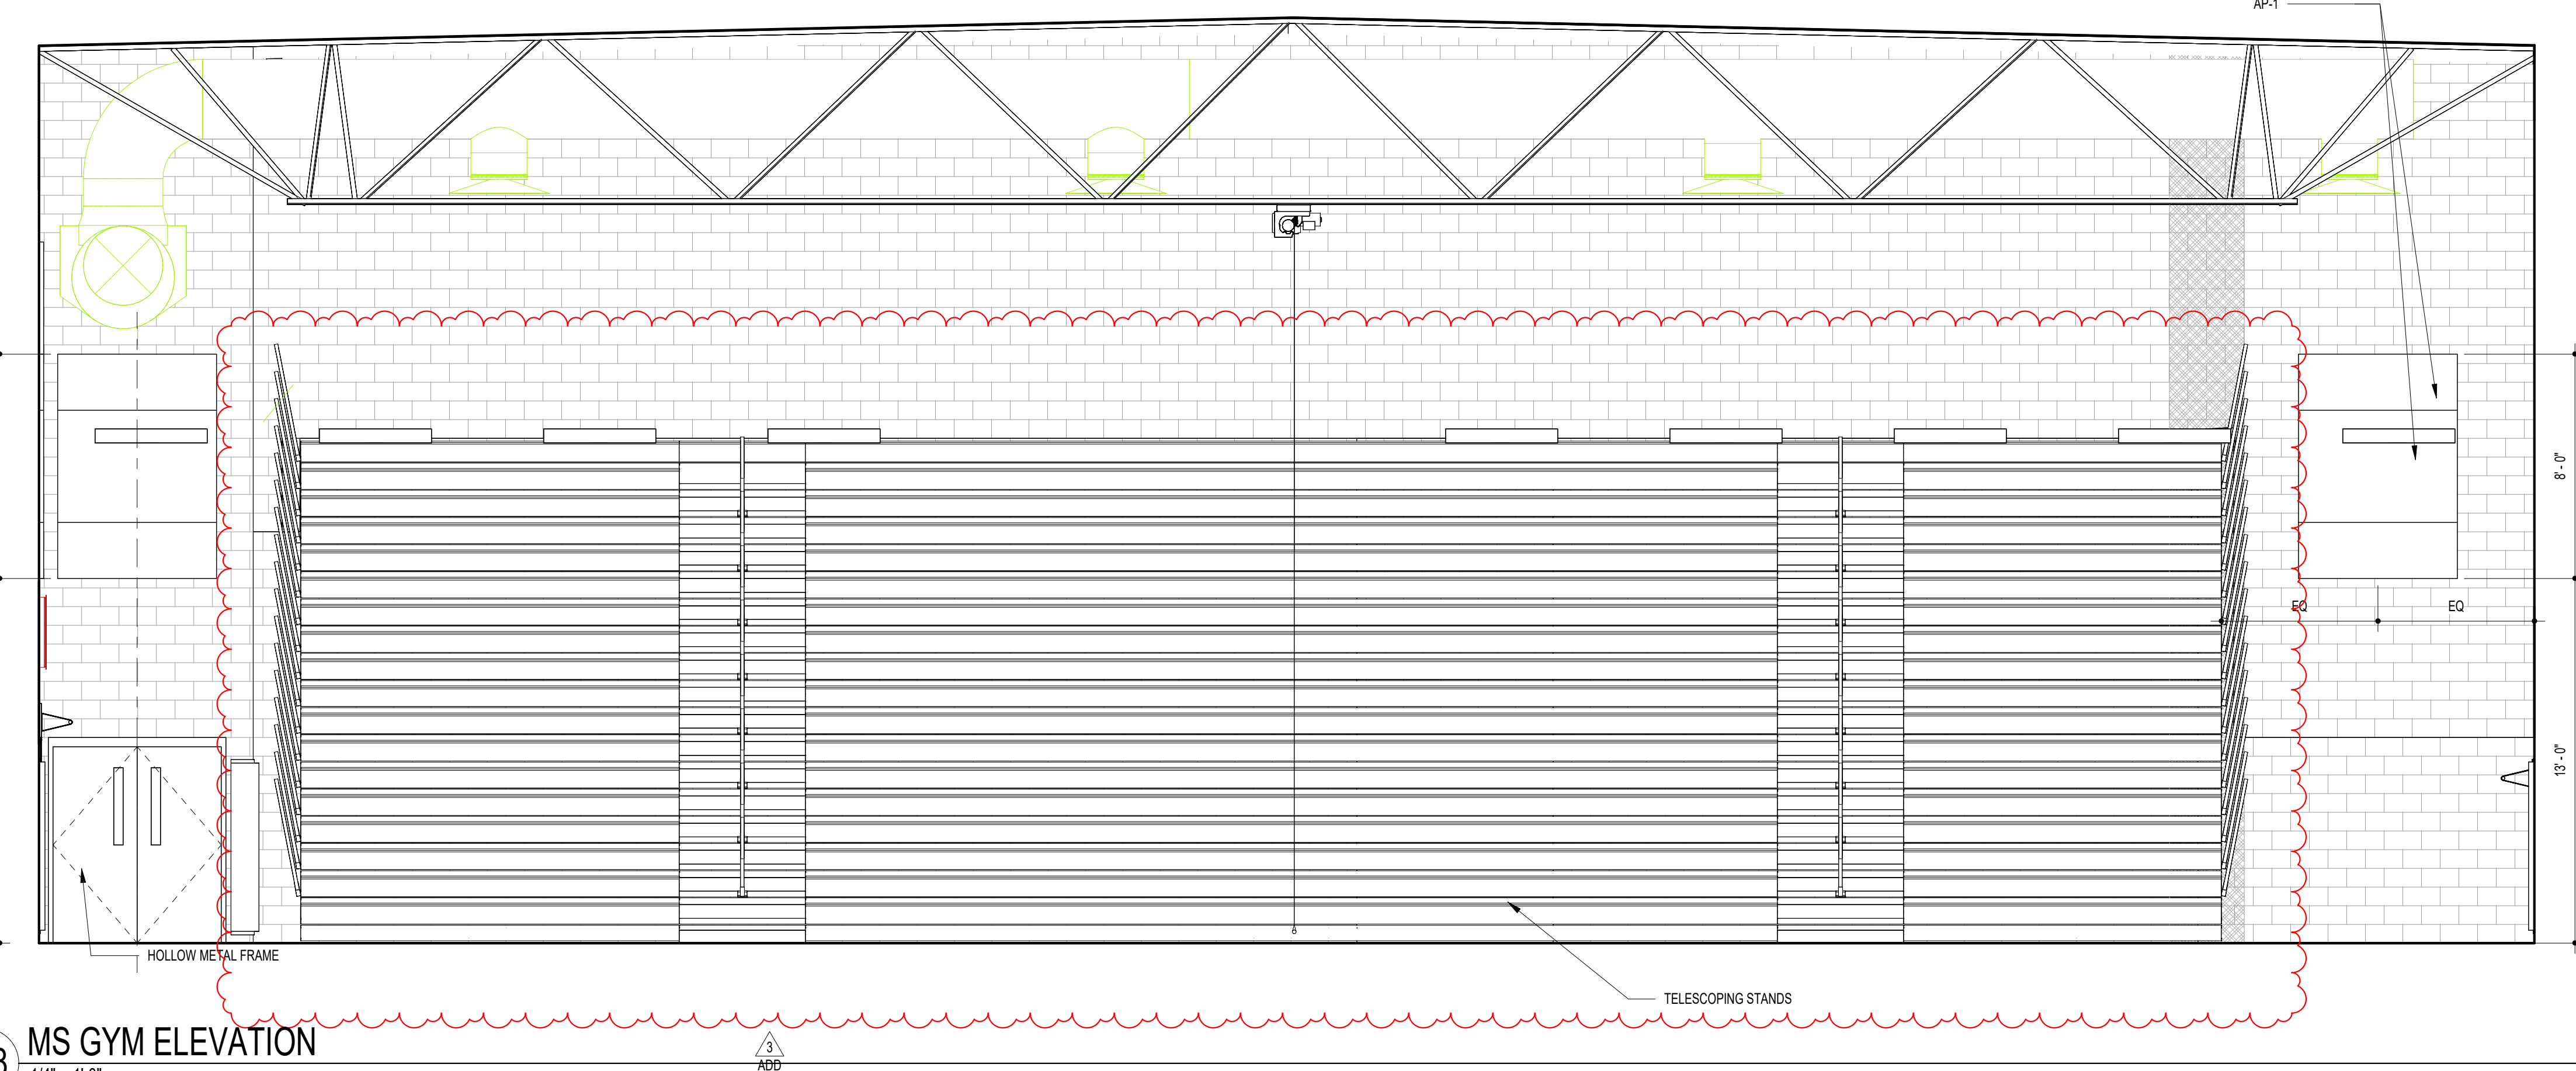 AP-1
8' - 0"
EQ
EQ
13' - 0"
HOLLOW METAL FRAME
TELESCOPING STANDS
MS GYM ELEVATION
3
ADD